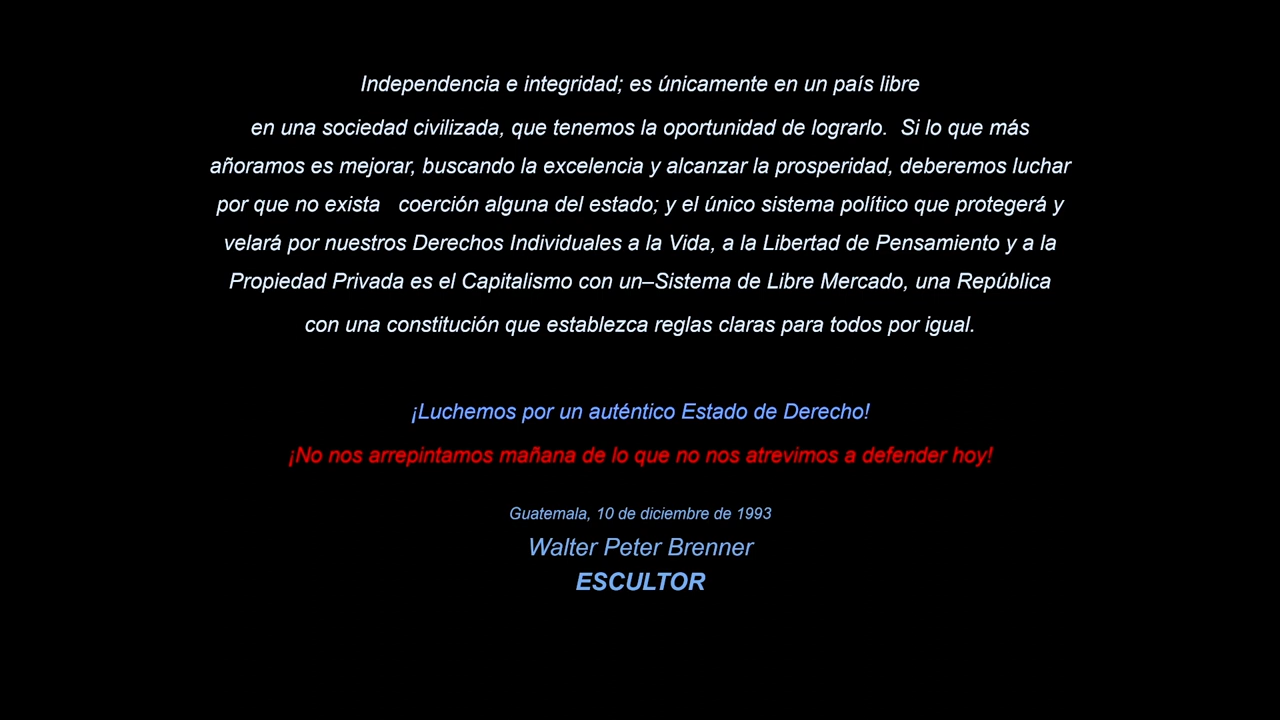 Independencia e integridad; es únicamente en un país libre
en una sociedad civilizada, que tenemos la oportunidad de lograrlo.  Si lo que más
añoramos es mejorar, buscando la excelencia y alcanzar la prosperidad, deberemos luchar
por que no exista   coerción alguna del estado; y el único sistema político que protegerá y
velará por nuestros Derechos Individuales a la Vida, a la Libertad de Pensamiento y a la
Propiedad Privada es el Capitalismo con un–Sistema de Libre Mercado, una República
con una constitución que establezca reglas claras para todos por igual.
¡Luchemos por un auténtico Estado de Derecho!
¡No nos arrepintamos mañana de lo que no nos atrevimos a defender hoy!
Guatemala, 10 de diciembre de 1993
Walter Peter Brenner
ESCULTOR